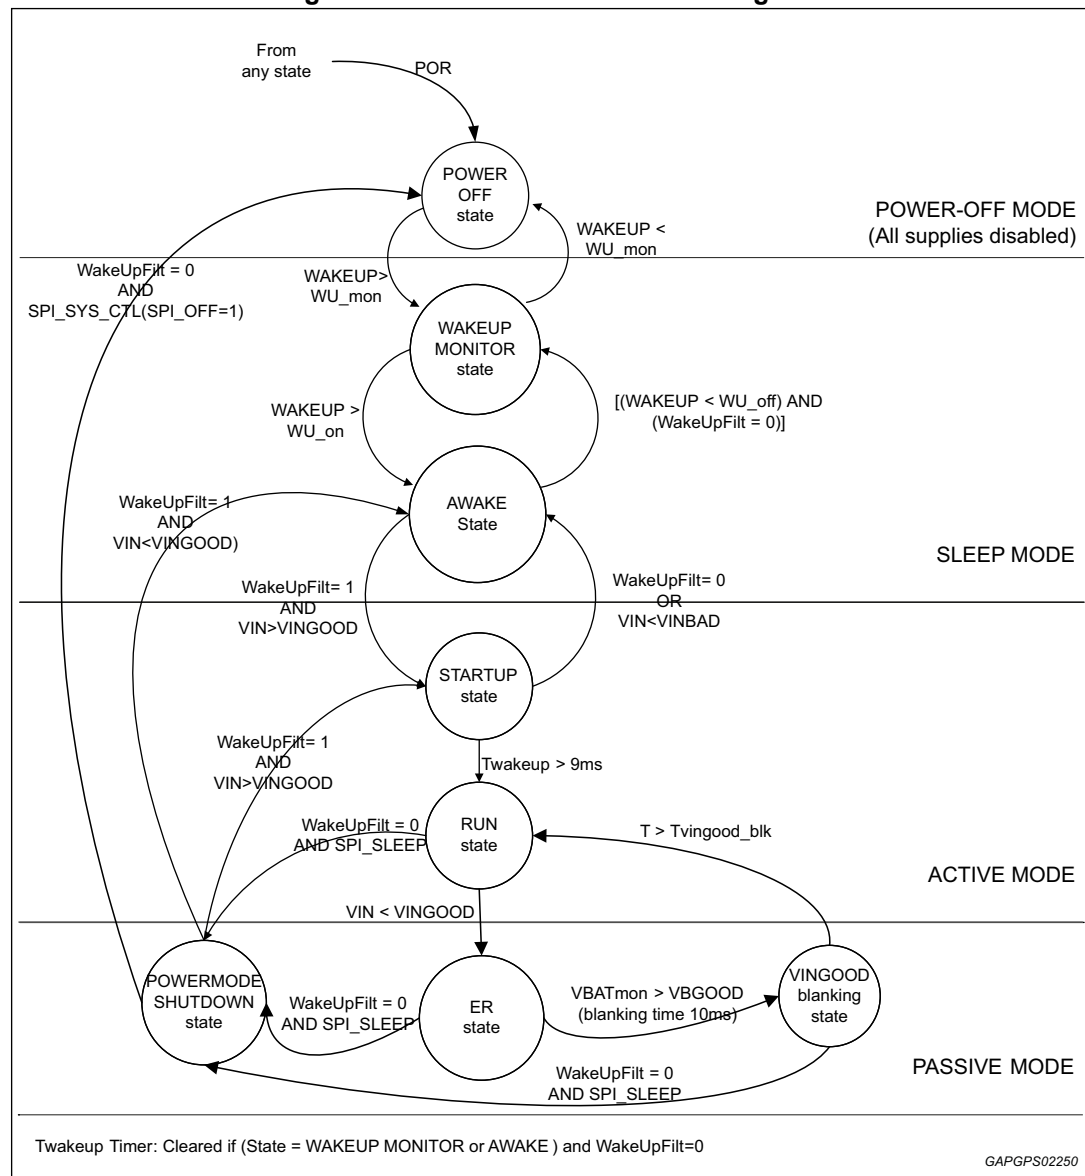 From
any state
POR
POWER
OFF
state
POWER-OFF MODE
(All supplies disabled)
WAKEUP <
WU_mon
WAKEUP>
WU_mon
WakeUpFilt = 0
AND
SPI_SYS_CTL(SPI_OFF=1)
WAKEUP
MONITOR
state
WAKEUP >
WU_on
[(WAKEUP < WU_off) AND
(WakeUpFilt = 0)]
AWAKE
State
WakeUpFilt= 1
AND
VIN<VINGOOD)
SLEEP MODE
WakeUpFilt= 1
AND
VIN>VINGOOD
WakeUpFilt= 0
OR
VIN<VINBAD
STARTUP
state
WakeUpFilt= 1
AND
VIN>VINGOOD
Twakeup > 9ms
RUN
state
WakeUpFilt = 0
AND SPI_SLEEP
T > Tvingood_blk
ACTIVE MODE
VIN < VINGOOD
POWERMODE
SHUTDOWN
state
WakeUpFilt = 0
AND SPI_SLEEP
ER
state
VBATmon > VBGOOD
(blanking time 10ms)
VINGOOD
blanking
state
WakeUpFilt = 0
AND SPI_SLEEP
PASSIVE MODE
Twakeup Timer: Cleared if (State = WAKEUP MONITOR or AWAKE ) and WakeUpFilt=0
GAPGPS02250